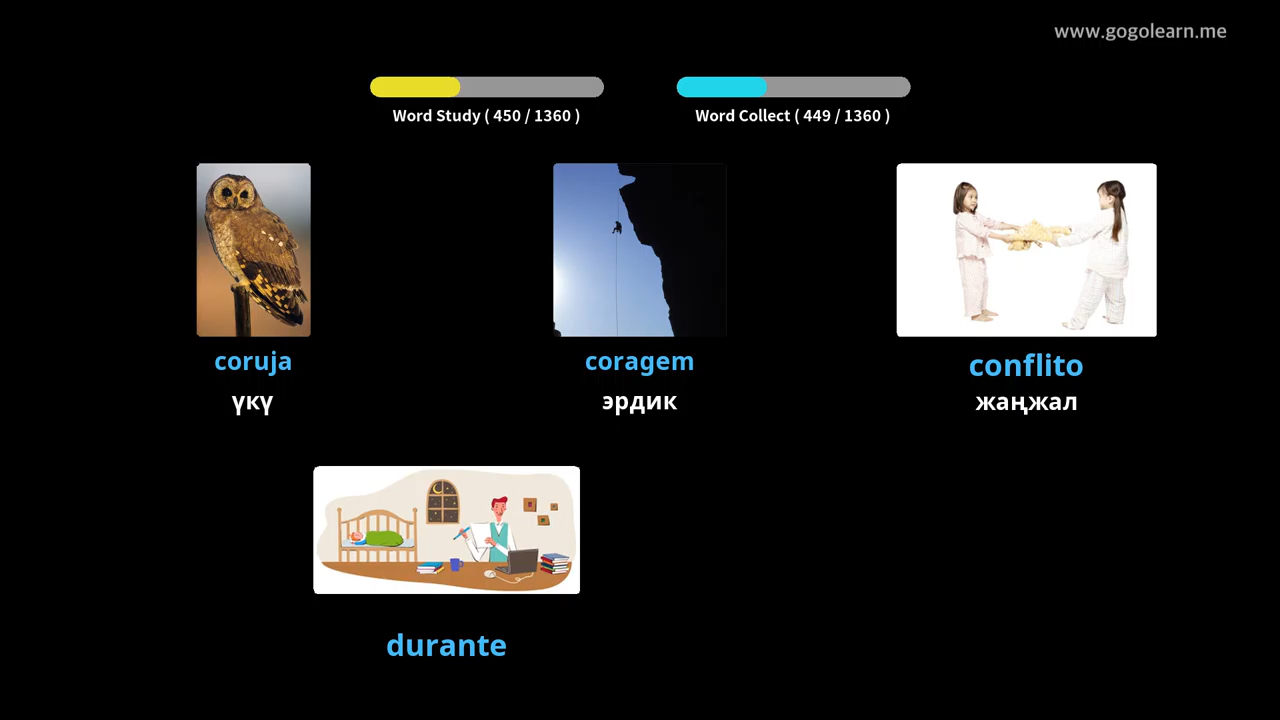 www.gogolearn.me
Word Study ( 450 / 1360 )
Word Collect ( 449 / 1360 )
coruja
coragem
conflito
үкү
эрдик
жаңжал
durante